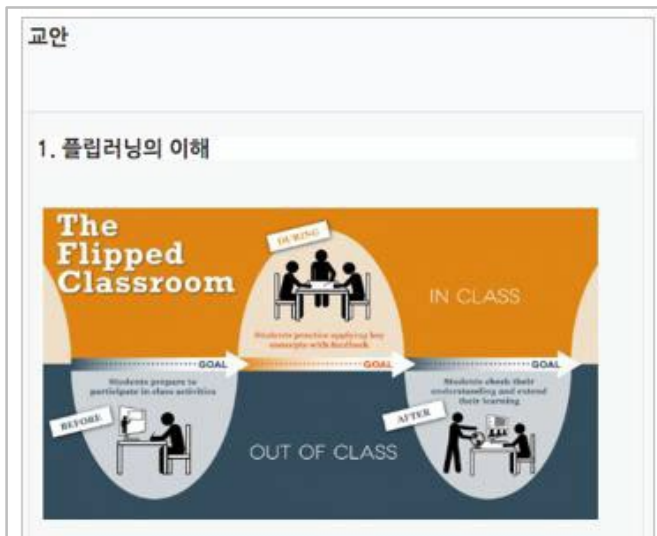 교안
1. 플립러닝의 이해
The
Flipped
Classroom
DURING
IN CLASS
Students practice applying key
concepts with feedback
GOAL
GOAL
GOAL
Students prepare to
participate in class activities
Students check their
understanding and extend
their learning
BEFORE
AFTER
OUT OF CLASS